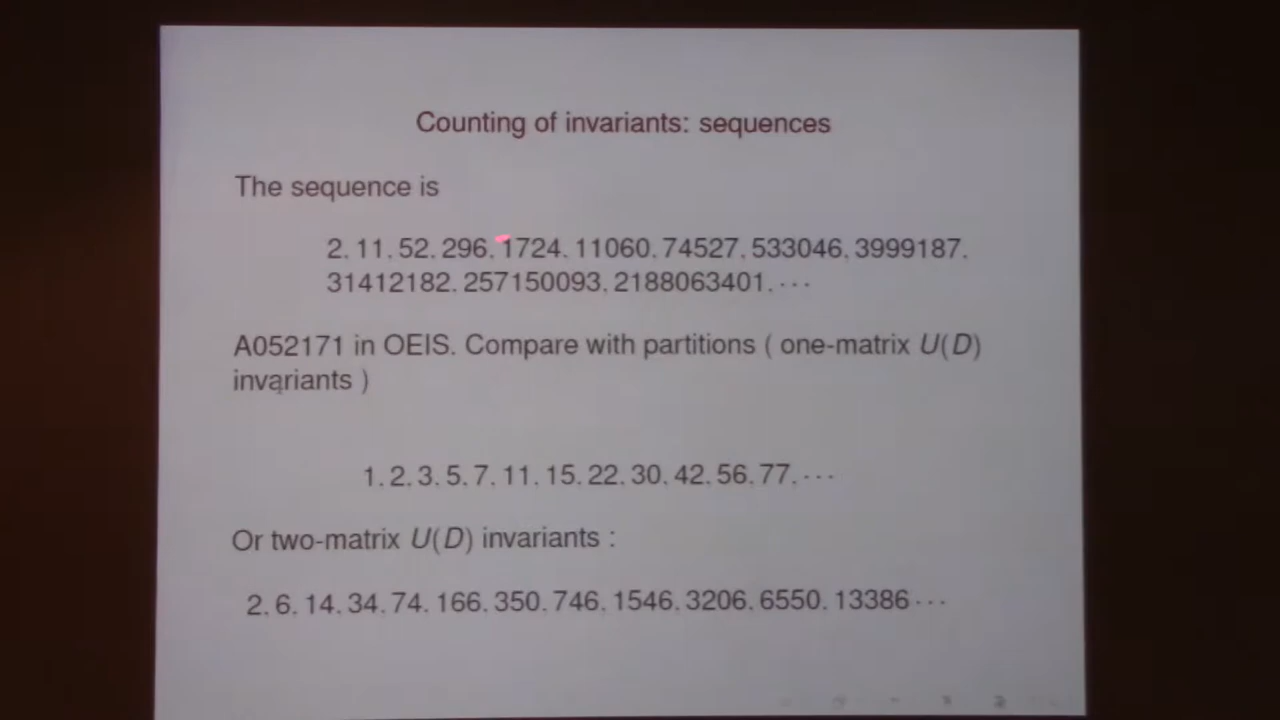 Counting of invariants: sequences
The sequence is
2, 11, 52, 296, 1724, 11060, 74527, 533046, 3999187,
31412182, 257150093, 2188063401, ···
A052171 in OEIS. Compare with partitions ( one-matrix U(D)
invariants )
1, 2, 3, 5, 7, 11, 15, 22, 30, 42, 56, 77, ···
Or two-matrix U(D) invariants :
2, 6, 14, 34, 74, 166, 350, 746, 1546, 3206, 6550, 13386 ···